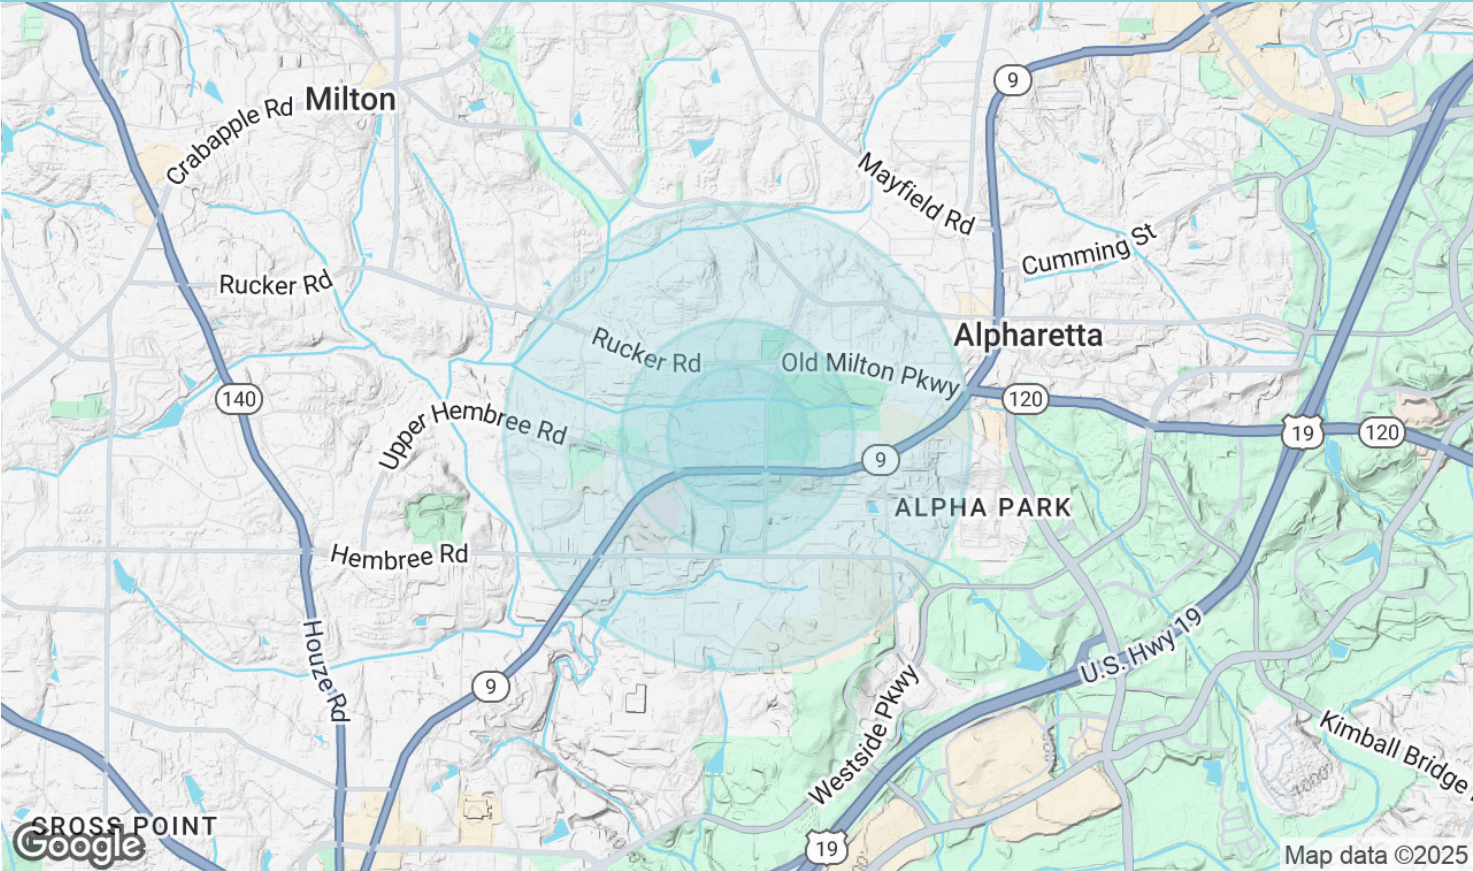 9
Milton
Crabapple Rd
Mayfield Rd
Cumming St
Rucker Rd
Alpharetta
Rucker Rd
Old Milton Pkwy
140
120
Upper Hembree Rd
19
120
9
ALPHA PARK
Hembree Rd
Houze Rd
U.S. Hwy 19
9
Westside Pkwy
Kimball Bridge
SROSS POINT
Google
19
Map data ©2025